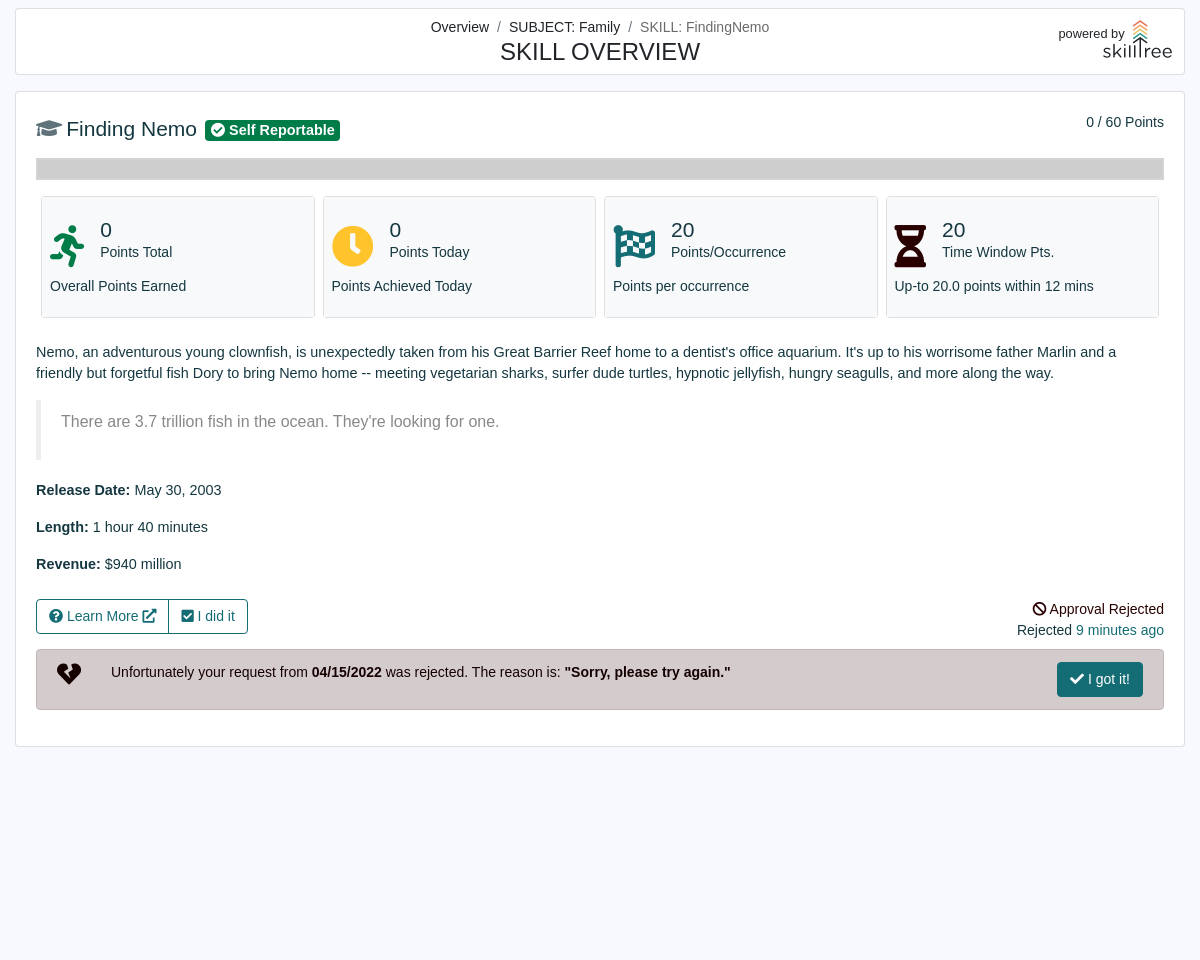 Overview / SUBJECT: Family / SKILL: FindingNemo
SKILL OVERVIEW
powered by
skilltree
Finding Nemo Self Reportable
0 / 60 Points
0
Points Total
Overall Points Earned
0
Points Today
Points Achieved Today
20
Points/Occurrence
Points per occurrence
20
Time Window Pts.
Up-to 20.0 points within 12 mins
Nemo, an adventurous young clownfish, is unexpectedly taken from his Great Barrier Reef home to a dentist's office aquarium. It's up to his worrisome father Marlin and a
friendly but forgetful fish Dory to bring Nemo home -- meeting vegetarian sharks, surfer dude turtles, hypnotic jellyfish, hungry seagulls, and more along the way.
There are 3.7 trillion fish in the ocean. They're looking for one.
Release Date: May 30, 2003
Length: 1 hour 40 minutes
Revenue: $940 million
Learn More I did it
Approval Rejected
Rejected 9 minutes ago
Unfortunately your request from 04/15/2022 was rejected. The reason is: "Sorry, please try again."
I got it!